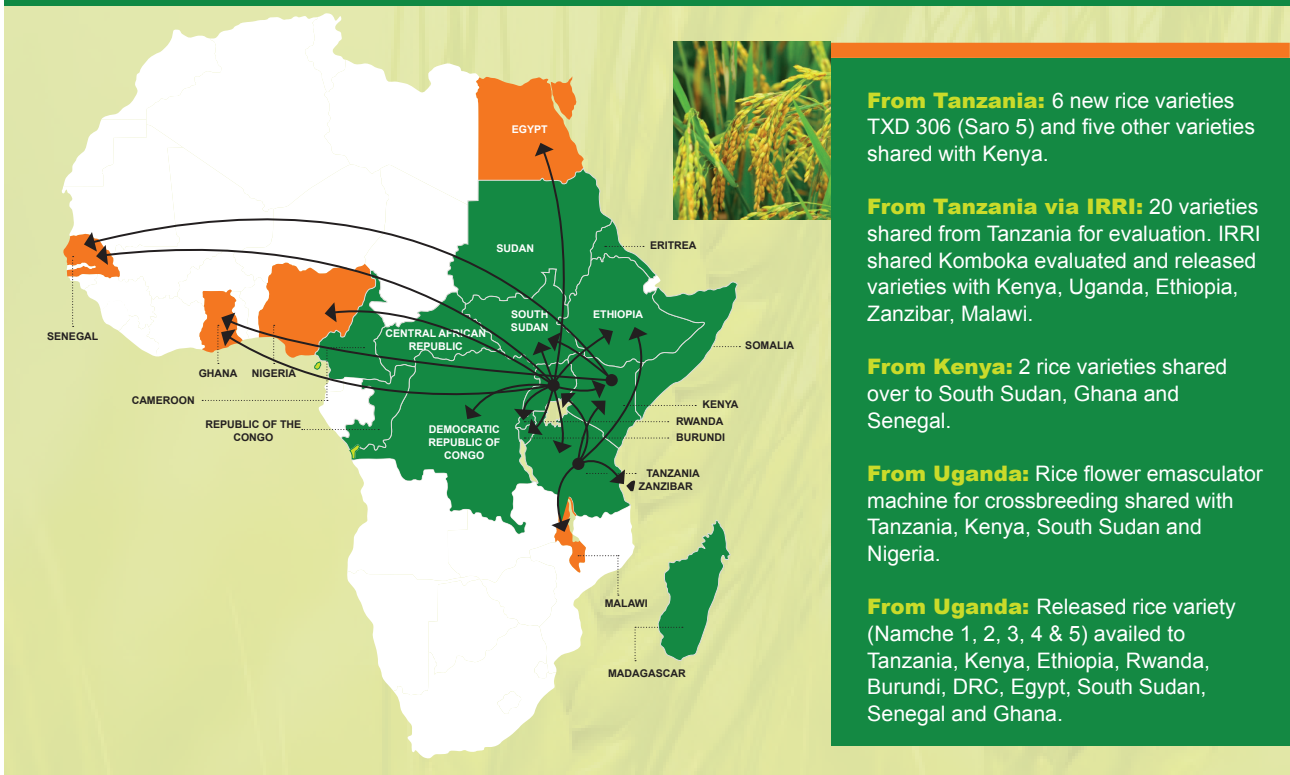 EGYPT
SUDAN
ERITREA
SOUTH
SUDAN
ETHIOPIA
CENTRAL AFRICAN
REPUBLIC
SENEGAL
GHANA
NIGERIA
SOMALIA
CAMEROON
REPUBLIC OF THE
CONGO
DEMOCRATIC
REPUBLIC OF
CONGO
KENYA
RWANDA
BURUNDI
TANZANIA
ZANZIBAR
MALAWI
MADAGASCAR
From Tanzania: 6 new rice varieties
TXD 306 (Saro 5) and five other varieties
shared with Kenya.
From Tanzania via IRRI: 20 varieties
shared from Tanzania for evaluation. IRRI
shared Komboka evaluated and released
varieties with Kenya, Uganda, Ethiopia,
Zanzibar, Malawi.
From Kenya: 2 rice varieties shared
over to South Sudan, Ghana and
Senegal.
From Uganda: Rice flower emasculator
machine for crossbreeding shared with
Tanzania, Kenya, South Sudan and
Nigeria.
From Uganda: Released rice variety
(Namche 1, 2, 3, 4 & 5) availed to
Tanzania, Kenya, Ethiopia, Rwanda,
Burundi, DRC, Egypt, South Sudan,
Senegal and Ghana.